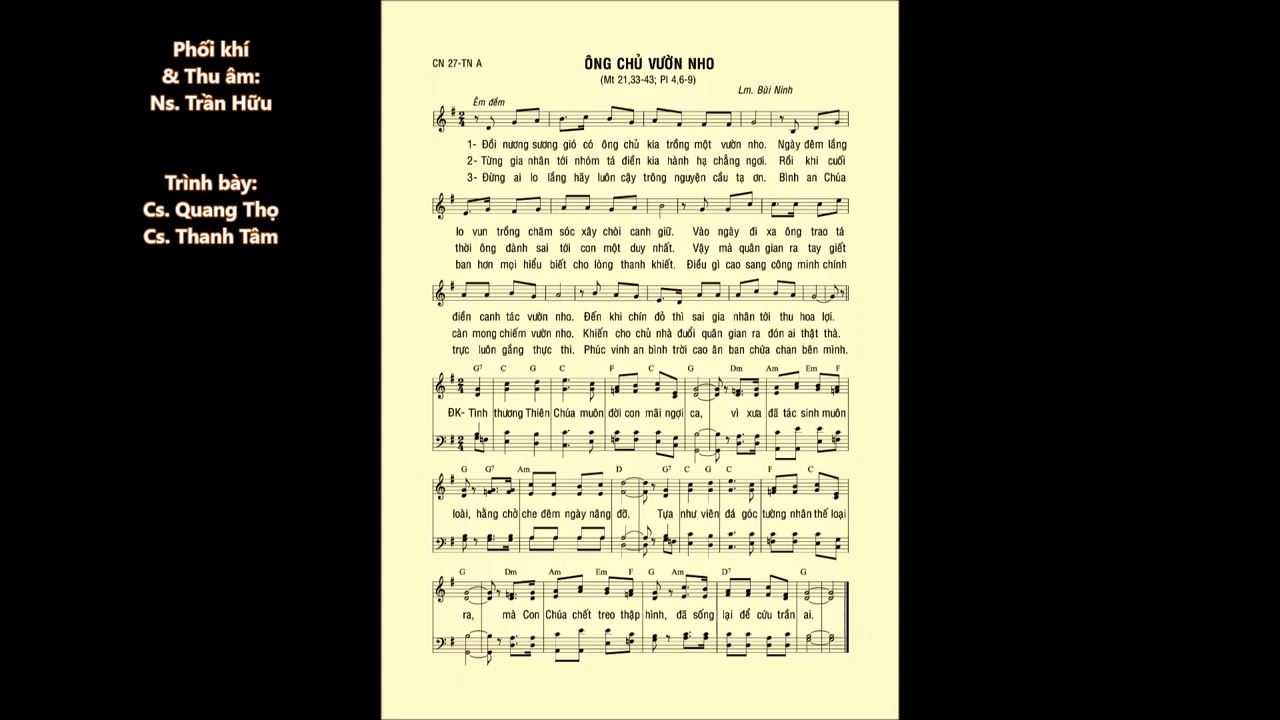 Phối khí
& Thu âm:
Ns. Trần Hữu
Trình bày:
Cs. Quang Thọ
Cs. Thanh Tâm
CN 27-TN A
ÔNG CHỦ VƯỜN NHO
(Mt 21,33-43; Pl 4,6-9)
Lm. Bùi Ninh
Êm đềm
1- Đồi nương sương gió có ông chủ kia trồng một vườn nho. Ngày đêm lắng
2- Từng gia nhân tới nhóm tá điền kia hành hạ chẳng ngơi. Rồi khi cuối
3- Đừng ai lo lắng hãy luôn cậy trông nguyện cầu tạ ơn. Bình an Chúa
lo vun trồng chăm sóc xây chòi canh giữ. Vào ngày đi xa ông trao tá
thời ông đành sai tới con một duy nhất. Vậy mà quân gian ra tay giết
ban hơn mọi hiểu biết cho lòng thanh khiết. Điều gì cao sang công minh chính
điền canh tác vườn nho. Đến khi chín đỏ thì sai gia nhân tới thu hoa lợi.
càn mong chiếm vườn nho. Khiến cho chủ nhà đuổi quân gian ra đón ai thật thà.
trực luôn gắng thực thi. Phúc vinh an bình trời cao ân ban chứa chan bên mình.
G7 C G C F C G Dm Am Em F
ĐK- Tình thương Thiên Chúa muôn đời con mãi ngợi ca, vì xưa đã tác sinh muôn
G G7 Am D G7 C G C F C
loài, hằng chở che đêm ngày nâng đỡ. Tựa như viên đá góc tường nhân thế loại
G Dm Am Em F G Am D7 G
ra, mà Con Chúa chết treo thập hình, đã sống lại để cứu trần ai.